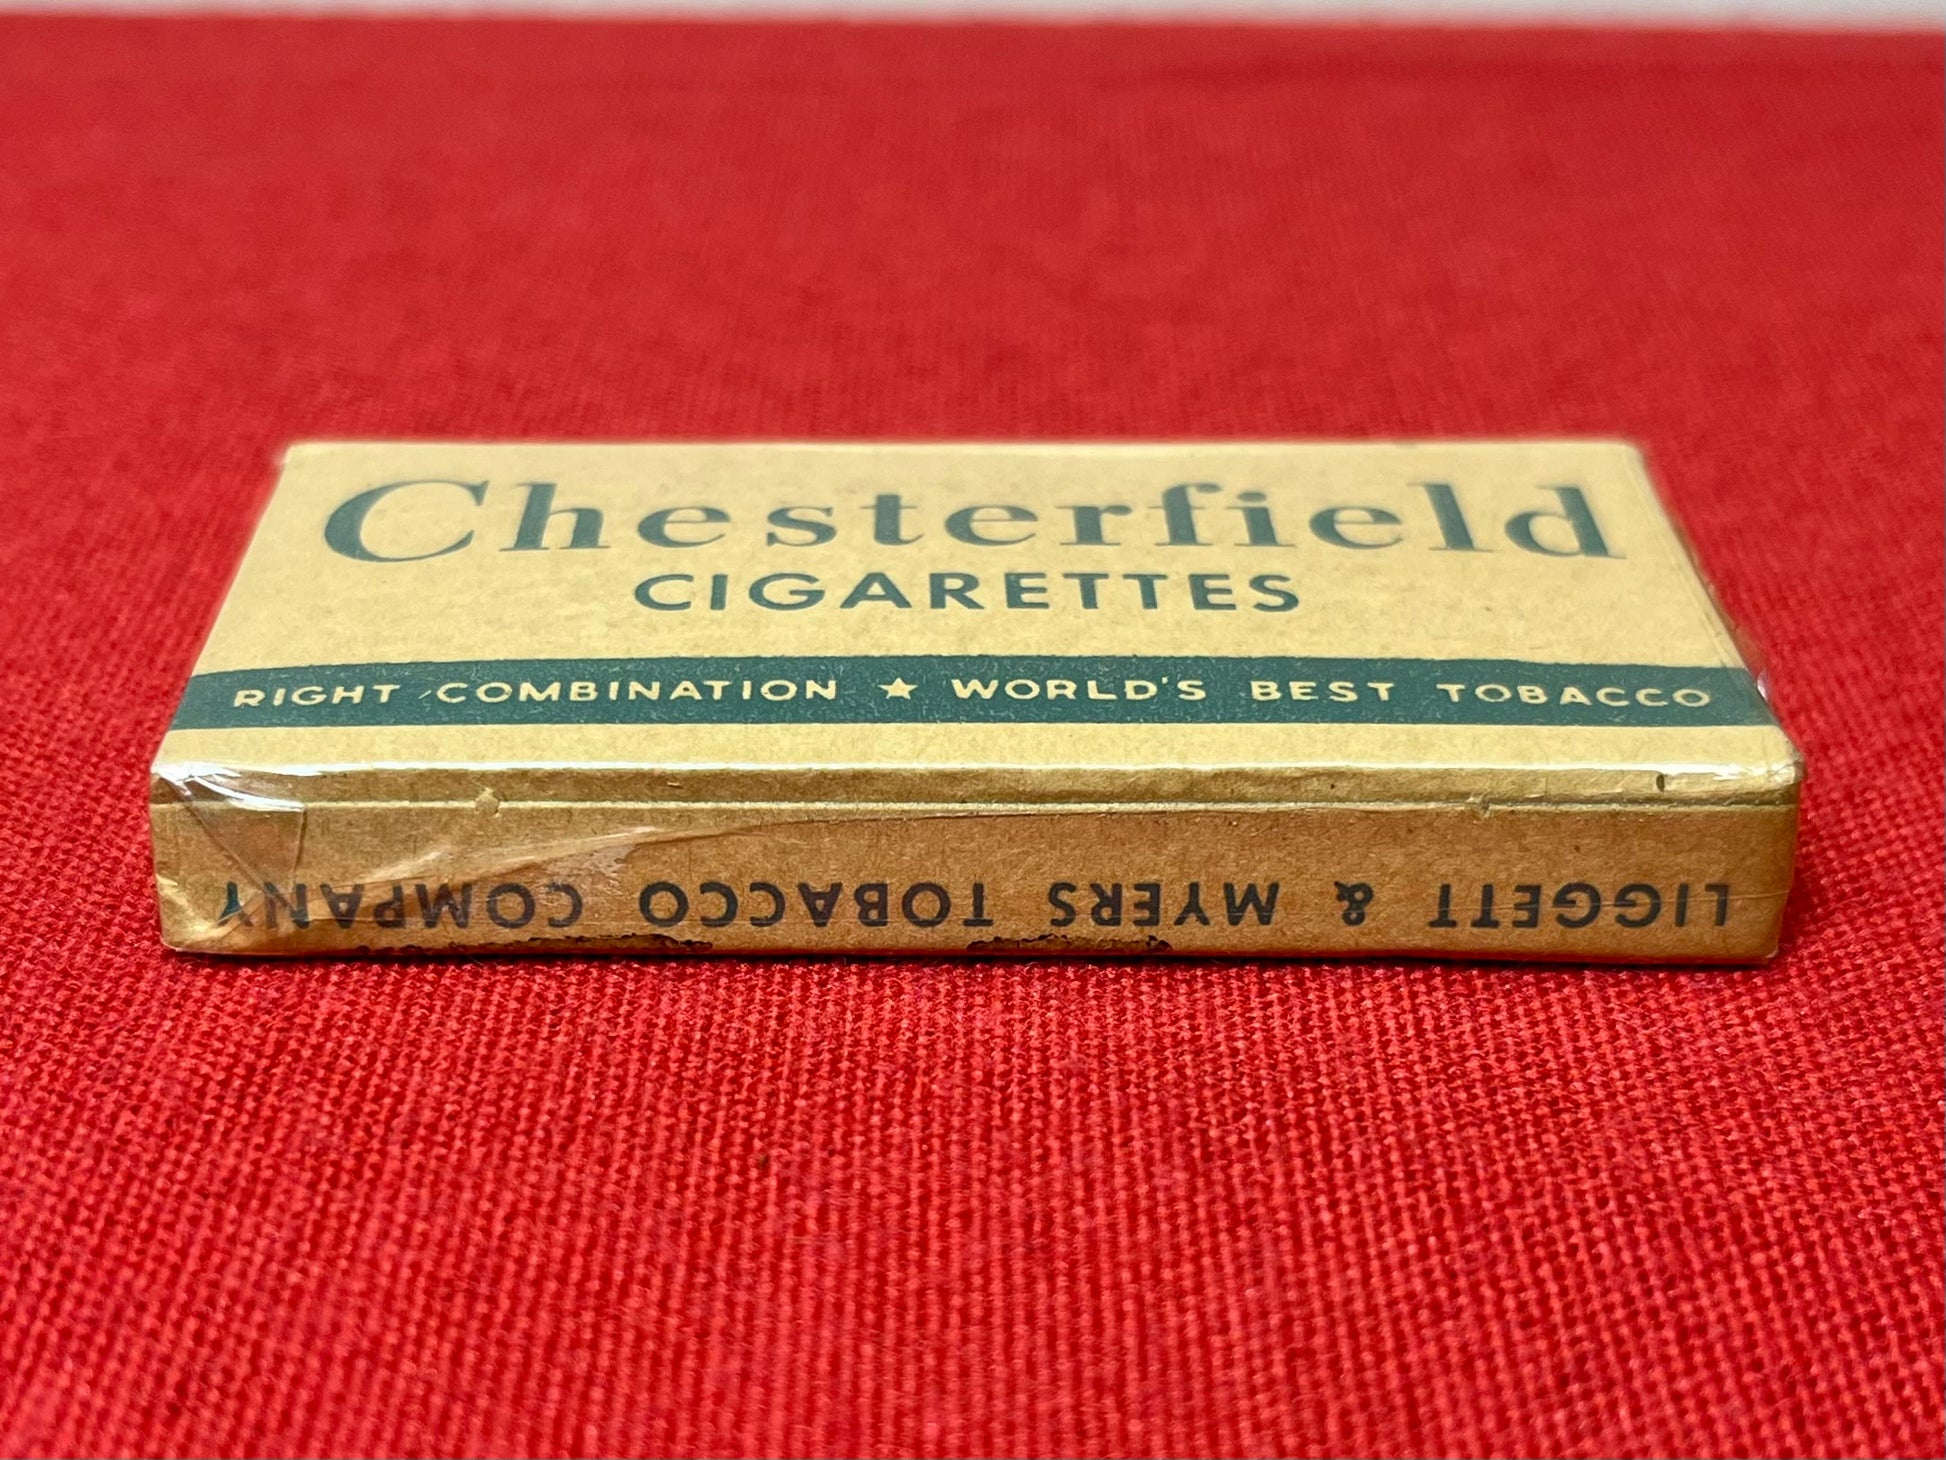 Chesterfield
CIGARETTES
RIGHT COMBINATION ★ WORLD'S BEST TOBACCO
LIGGETT & MYERS TOBACCO COMPANY